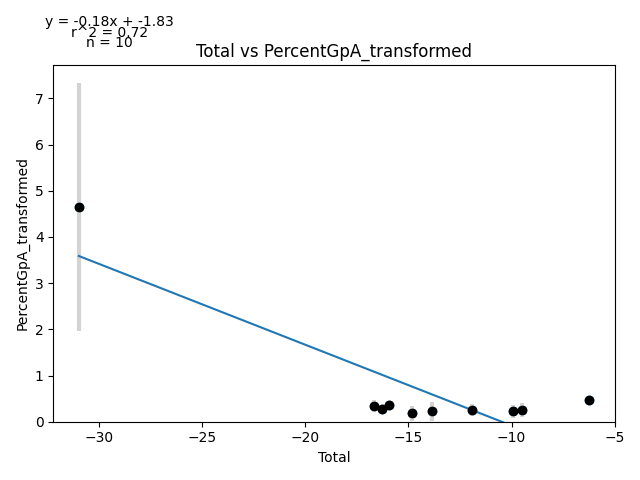 y = -0.18x + -1.83
r^2 = 0.72
n = 10
Total vs PercentGpA_transformed
7
6
5
4
3
2
1
0
PercentGpA_transformed
−30
−25
−20
−15
−10
−5
Total